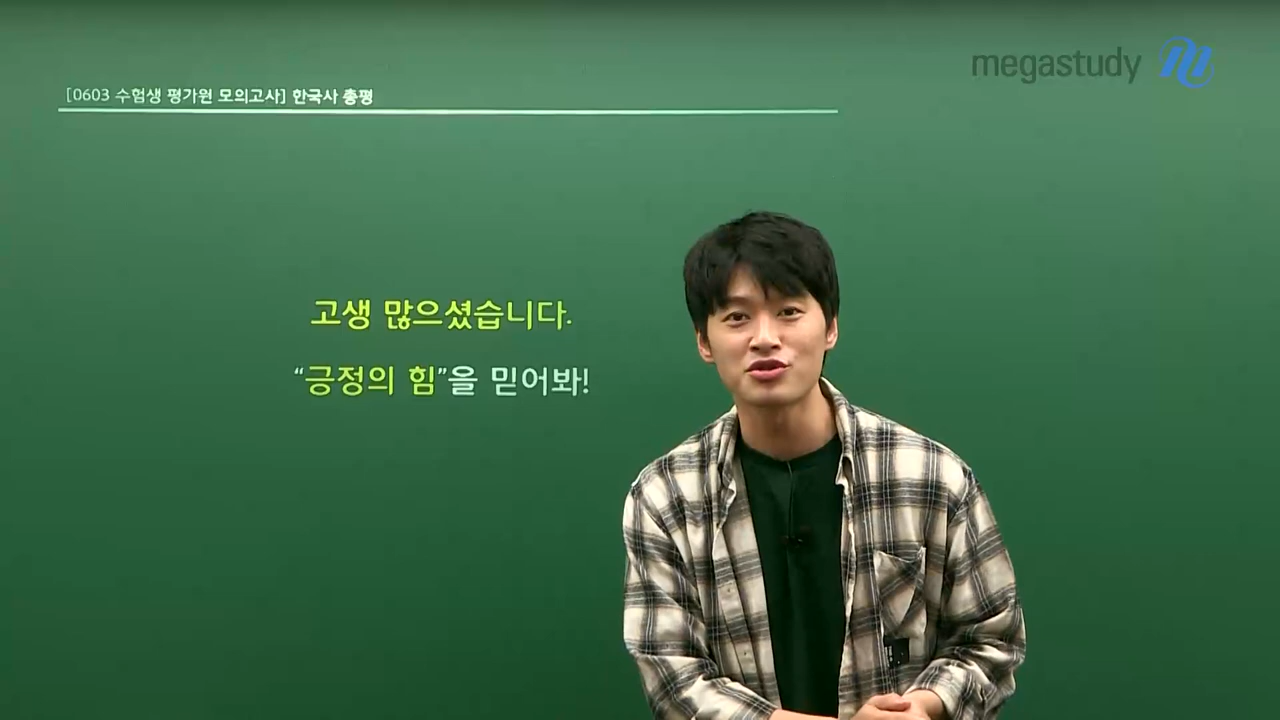 megastudy
[0603 수험생 평가원 모의고사] 한국사 총평
고생 많으셨습니다.
“긍정의 힘”을 믿어봐!